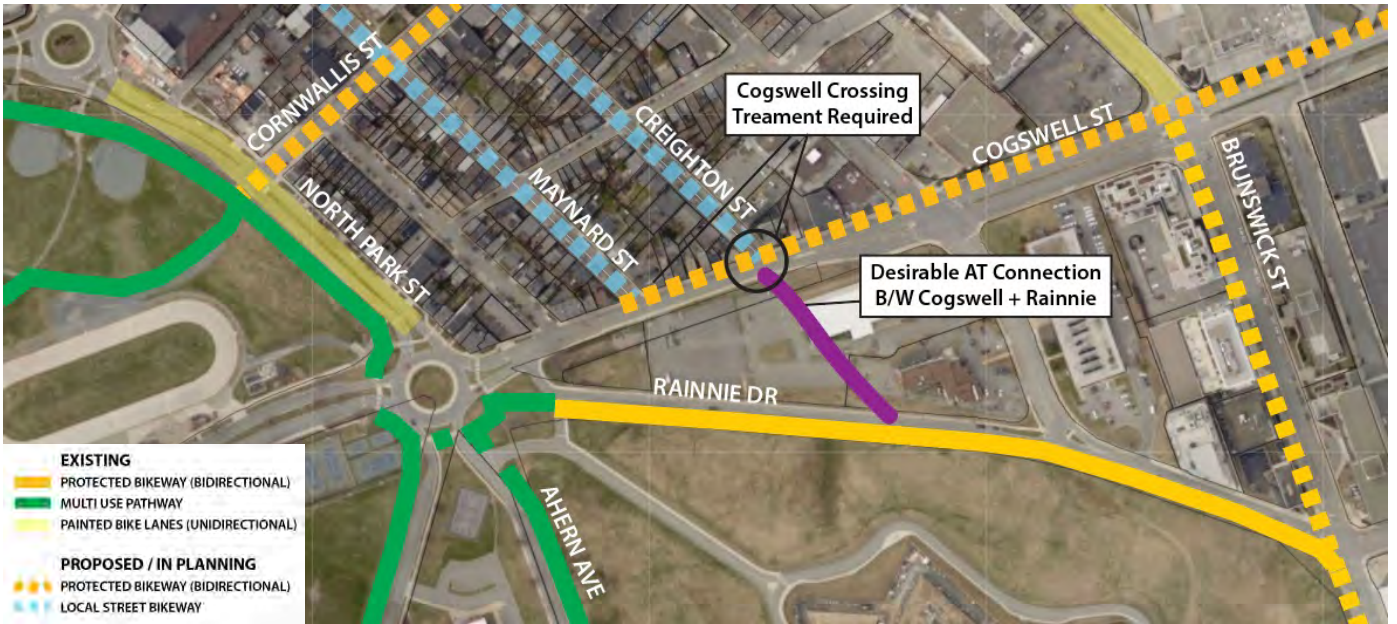 CORNWALLIS ST
Cogswell Crossing
Treament Required
CREIGHTON ST
COGSWELL ST
MAYNARD ST
BRUNSWICK ST
NORTH PARK ST
Desirable AT Connection
B/W Cogswell + Rainnie
RAINNIE DR
AHERN AVE
EXISTING
PROTECTED BIKEWAY (BIDIRECTIONAL)
MULTI USE PATHWAY
PAINTED BIKE LANES (UNIDIRECTIONAL)
PROPOSED / IN PLANNING
PROTECTED BIKEWAY (BIDIRECTIONAL)
LOCAL STREET BIKEWAY